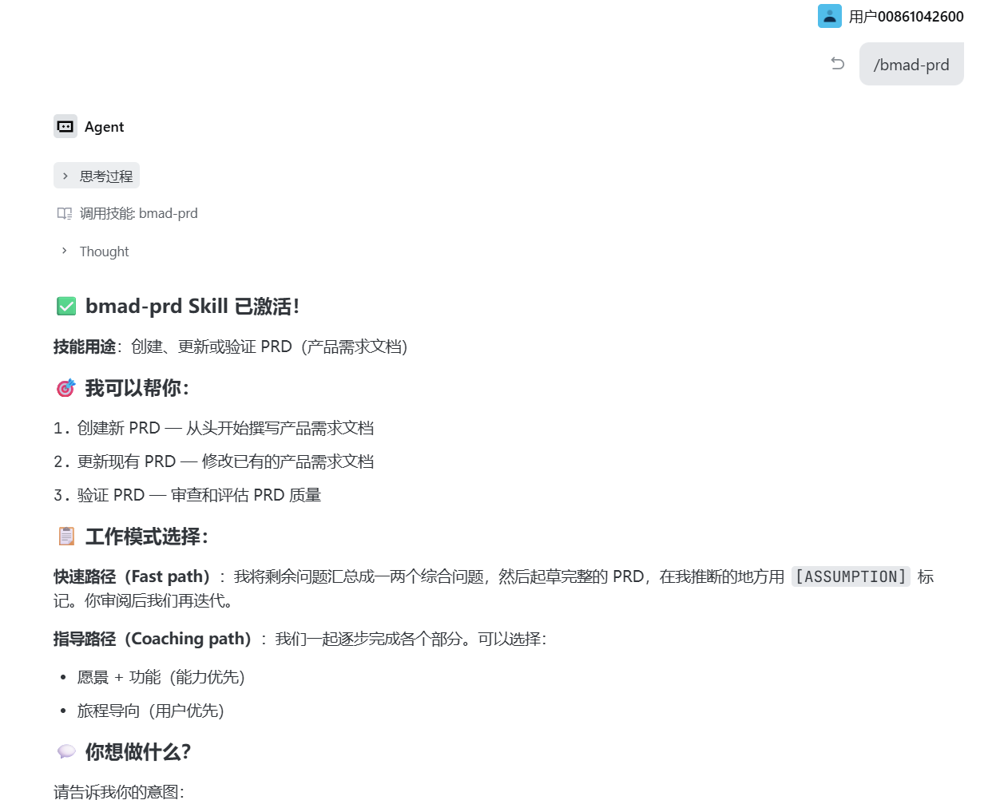 用户00861042600
/bmad-prd
Agent
思考过程
调用技能: bmad-prd
Thought
✅ bmad-prd Skill 已激活！
技能用途：创建、更新或验证 PRD（产品需求文档）
🎯 我可以帮你：
1. 创建新 PRD — 从头开始撰写产品需求文档
2. 更新现有 PRD — 修改已有的产品需求文档
3. 验证 PRD — 审查和评估 PRD 质量
📋 工作模式选择：
快速路径（Fast path）：我将剩余问题汇总成一两个综合问题，然后起草完整的 PRD，在我推断的地方用 [ASSUMPTION] 标
记。你审阅后我们再迭代。
指导路径（Coaching path）：我们一起逐步完成各个部分。可以选择：
• 愿景 + 功能（能力优先）
• 旅程导向（用户优先）
💬 你想做什么？
请告诉我你的意图：